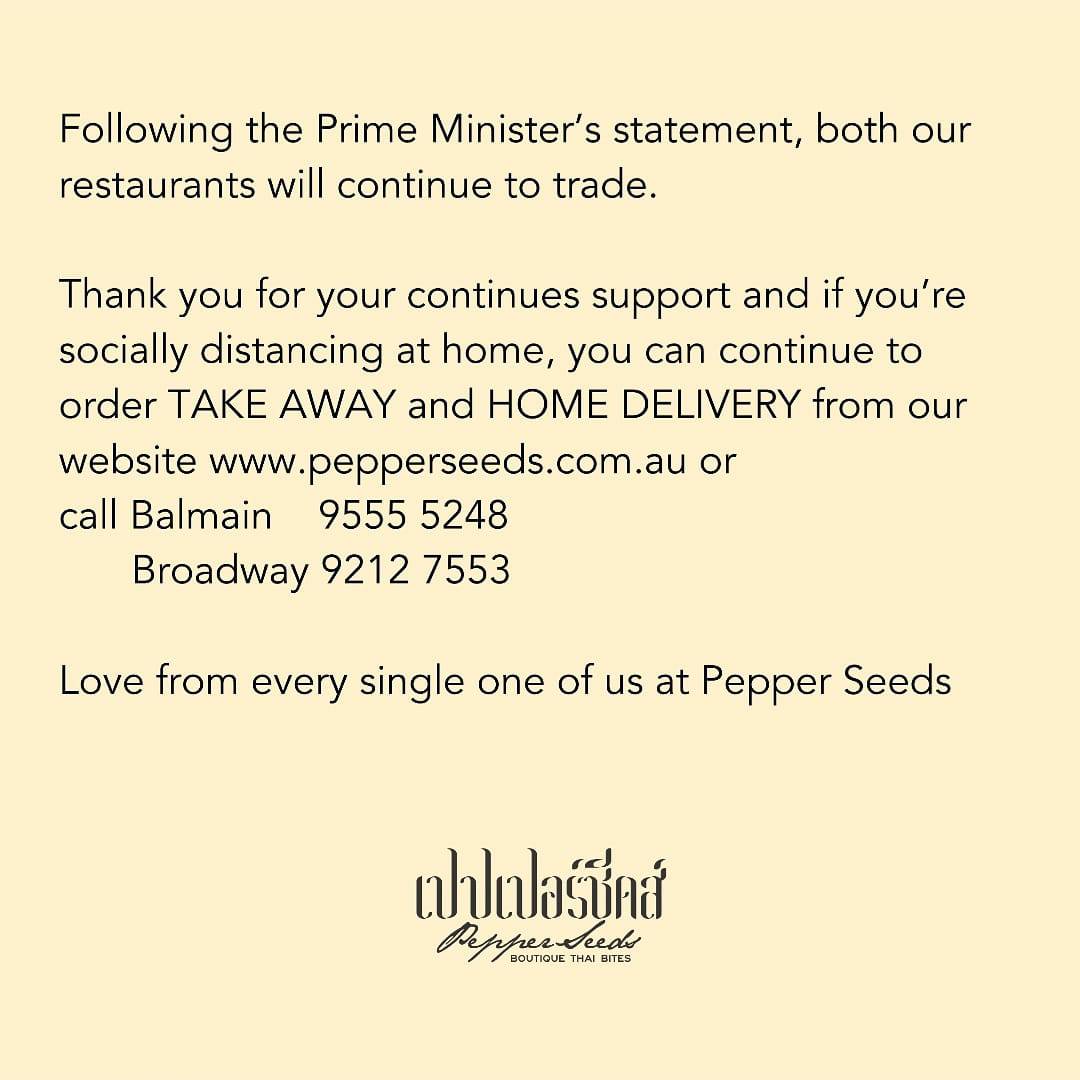 Following the Prime Minister’s statement, both our
restaurants will continue to trade.
Thank you for your continues support and if you’re
socially distancing at home, you can continue to
order TAKE AWAY and HOME DELIVERY from our
website www.pepperseeds.com.au or
call Balmain 9555 5248
Broadway 9212 7553
Love from every single one of us at Pepper Seeds
เปปเปอร์ซีดส์
Pepper Seeds
BOUTIQUE THAI BITES